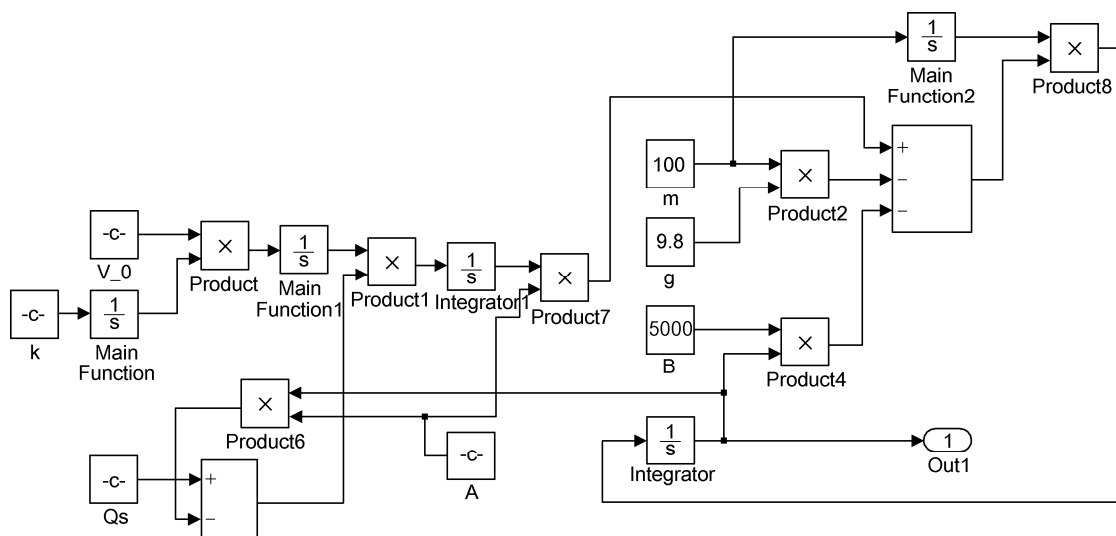 1
s
Main
Function2
×
Product8
100
m
×
Product2
+
−
−
9.8
g
-c-
V_0
×
Product
1
s
Main
Function1
×
Product1
1
s
Integrator1
×
Product7
-c-
k
1
s
Main
Function
5000
B
×
Product4
×
Product6
-c-
A
1
s
Integrator
1
Out1
-c-
Qs
+
−